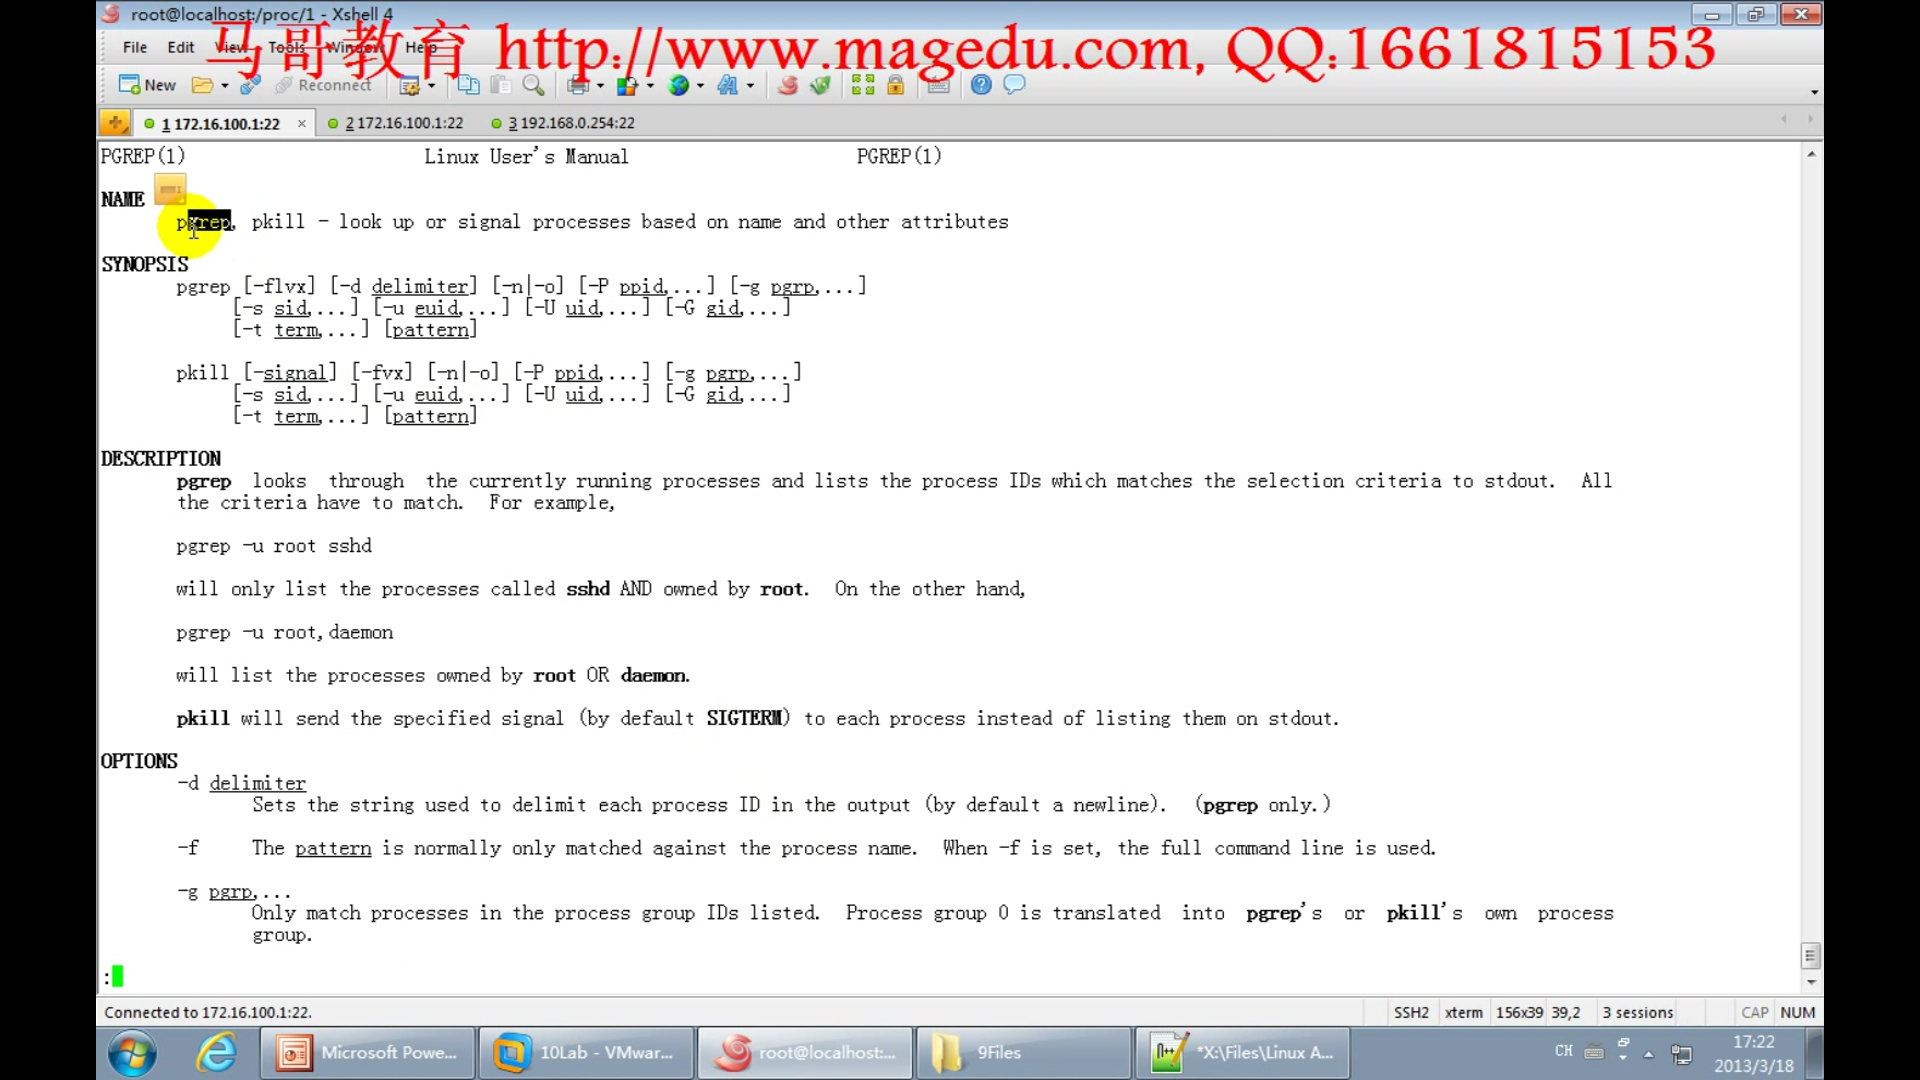 root@localhost:/proc/1 - Xshell 4
马哥教育 http://www.magedu.com, QQ:1661815153
File Edit View Tools Window Help
New Reconnect
1 172.16.100.1:22 2 172.16.100.1:22 3 192.168.0.254:22
PGREP(1) Linux User's Manual PGREP(1)
NAME
pgrep, pkill - look up or signal processes based on name and other attributes
SYNOPSIS
pgrep [-flvx] [-d delimiter] [-n|-o] [-P ppid,...] [-g pgrp,...]
[-s sid,...] [-u euid,...] [-U uid,...] [-G gid,...]
[-t term,...] [pattern]
pkill [-signal] [-fvx] [-n|-o] [-P ppid,...] [-g pgrp,...]
[-s sid,...] [-u euid,...] [-U uid,...] [-G gid,...]
[-t term,...] [pattern]
DESCRIPTION
pgrep looks through the currently running processes and lists the process IDs which matches the selection criteria to stdout. All
the criteria have to match. For example,
pgrep -u root sshd
will only list the processes called sshd AND owned by root. On the other hand,
pgrep -u root,daemon
will list the processes owned by root OR daemon.
pkill will send the specified signal (by default SIGTERM) to each process instead of listing them on stdout.
OPTIONS
-d delimiter
Sets the string used to delimit each process ID in the output (by default a newline). (pgrep only.)
-f The pattern is normally only matched against the process name. When -f is set, the full command line is used.
-g pgrp,...
Only match processes in the process group IDs listed. Process group 0 is translated into pgrep's or pkill's own process
group.
:
Connected to 172.16.100.1:22. SSH2 xterm 156x39 39,2 3 sessions CAP NUM
Microsoft Powe... 10Lab - VMwar... root@localhost:... 9Files *X:\Files\Linux A... CH 17:22
2013/3/18